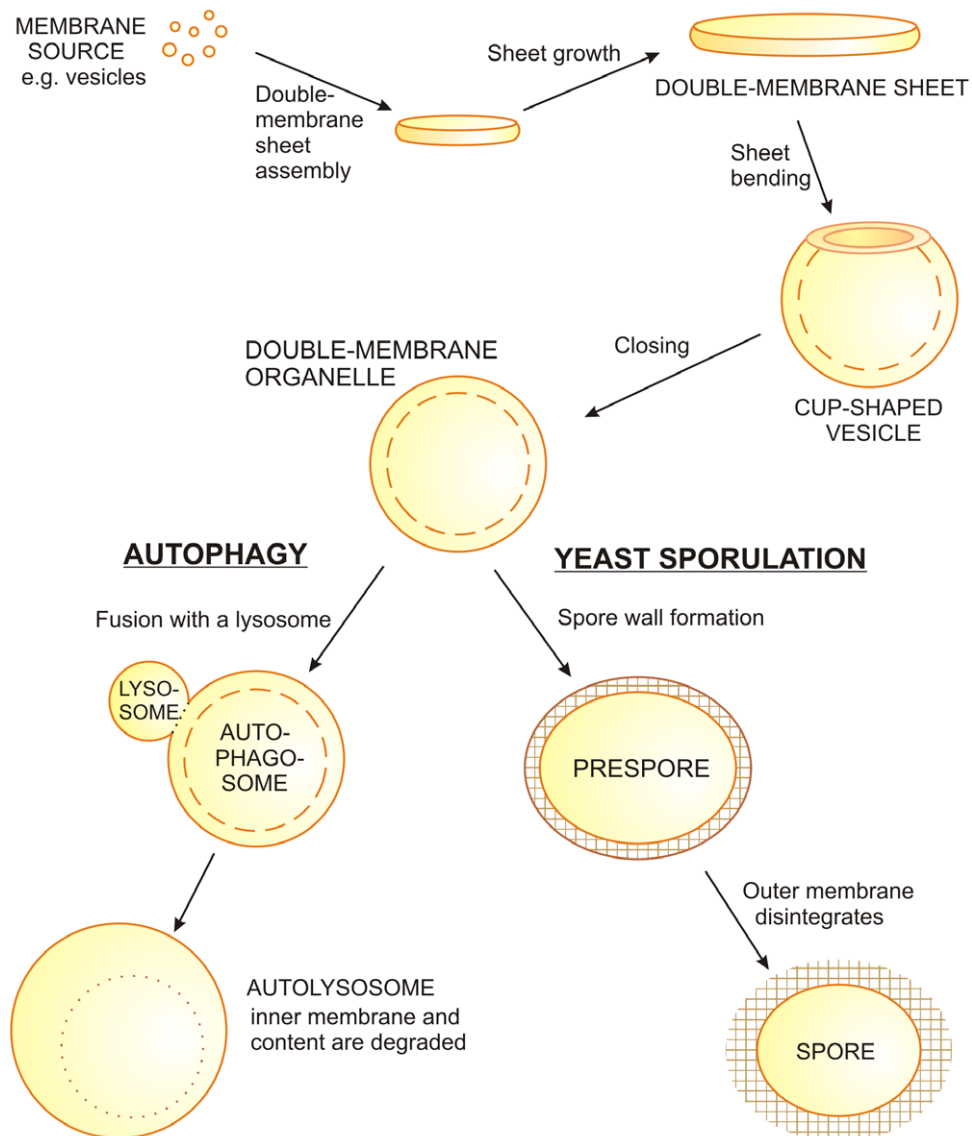 MEMBRANE
SOURCE
e.g. vesicles
Double-
membrane
sheet
assembly
Sheet growth
DOUBLE-MEMBRANE SHEET
Sheet
bending
CUP-SHAPED
VESICLE
Closing
DOUBLE-MEMBRANE
ORGANELLE
AUTOPHAGY
Fusion with a lysosome
LYSO-
SOME
AUTO-
PHAGO-
SOME
AUTOLYSOSOME
inner membrane and
content are degraded
YEAST SPORULATION
Spore wall formation
PRESPORE
Outer membrane
disintegrates
SPORE